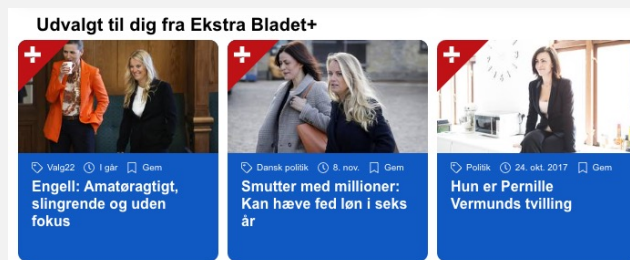 Udvalgt til dig fra Ekstra Bladet+
Valg22 I går Gem
Engell: Amatøragtigt,
slingrende og uden
fokus
Dansk politik 8. nov. Gem
Smutter med millioner:
Kan hæve fed løn i seks
år
Politik 24. okt. 2017 Gem
Hun er Pernille
Vermunds tvilling